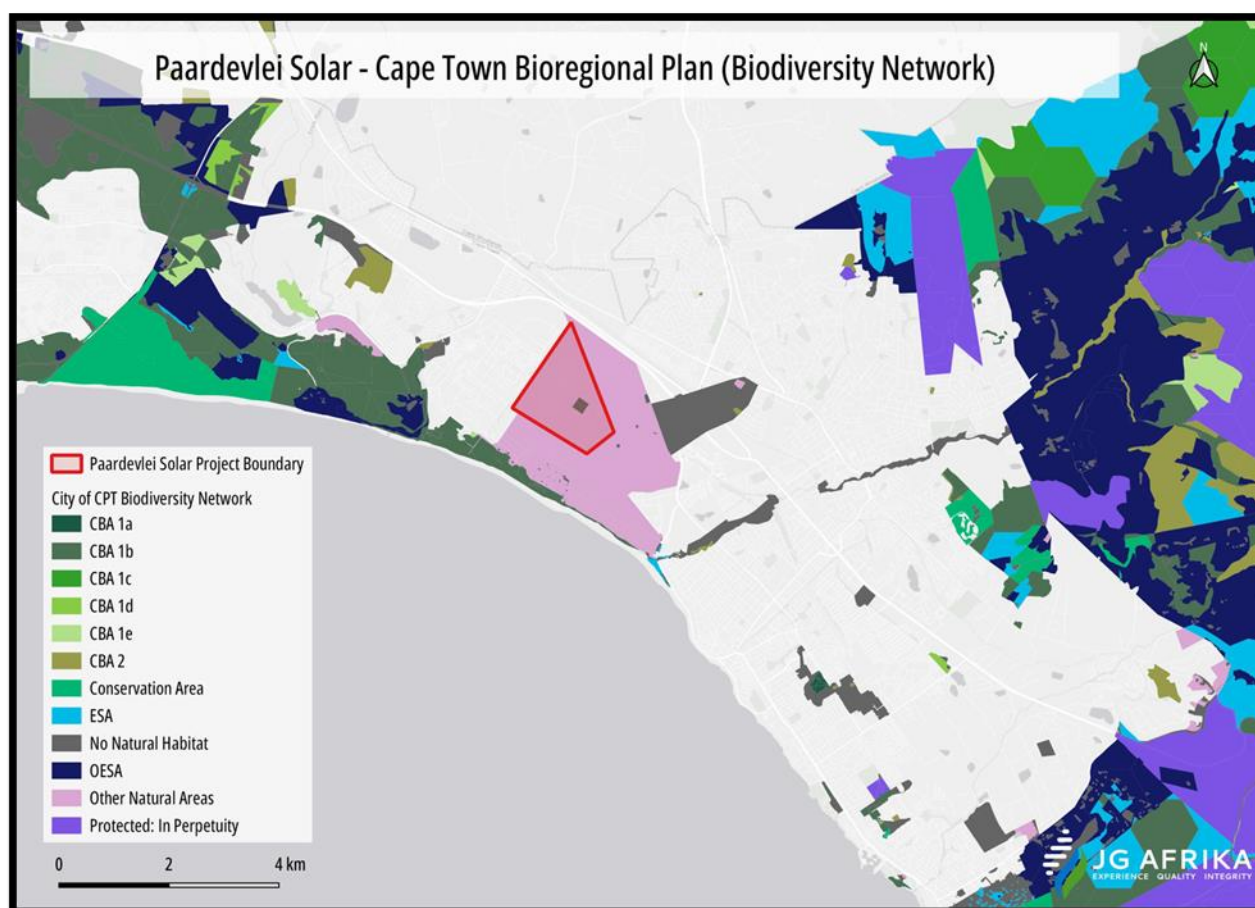 Paardevlei Solar - Cape Town Bioregional Plan (Biodiversity Network)
N
Paardevlei Solar Project Boundary
City of CPT Biodiversity Network
CBA 1a
CBA 1b
CBA 1c
CBA 1d
CBA 1e
CBA 2
Conservation Area
ESA
No Natural Habitat
OESA
Other Natural Areas
Protected: In Perpetuity
0 2 4 km
JG AFRIKA
EXPERIENCE QUALITY INTEGRITY